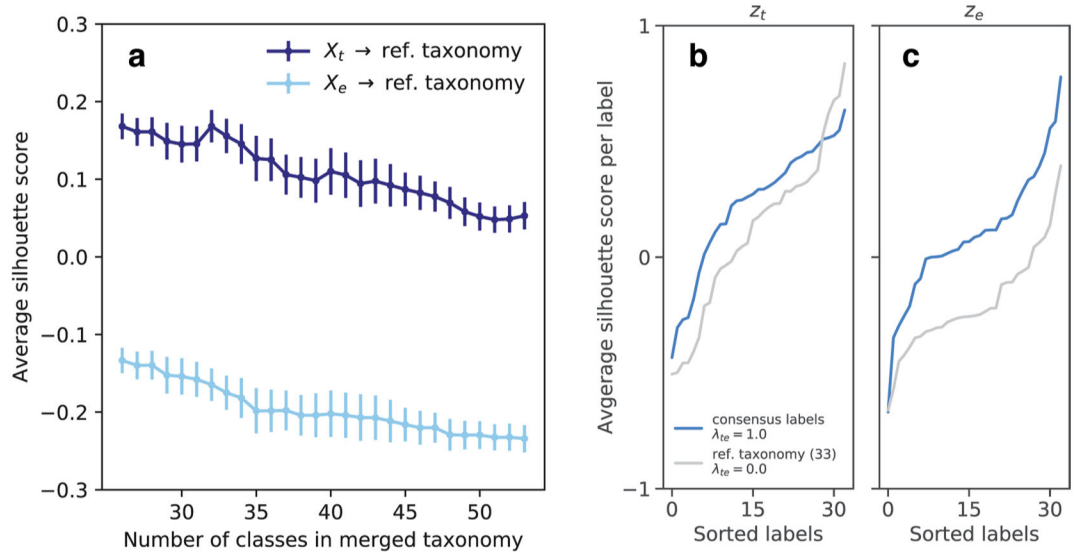 a
X_t → ref. taxonomy
X_e → ref. taxonomy
0.3
0.2
0.1
0.0
−0.1
−0.2
−0.3
Average silhouette score
30
35
40
45
50
Number of classes in merged taxonomy
z_t
b
1
0
−1
Avgerage silhouette score per label
consensus labels
λ_te = 1.0
ref. taxonomy (33)
λ_te = 0.0
0
15
30
Sorted labels
z_e
c
0
15
30
Sorted labels